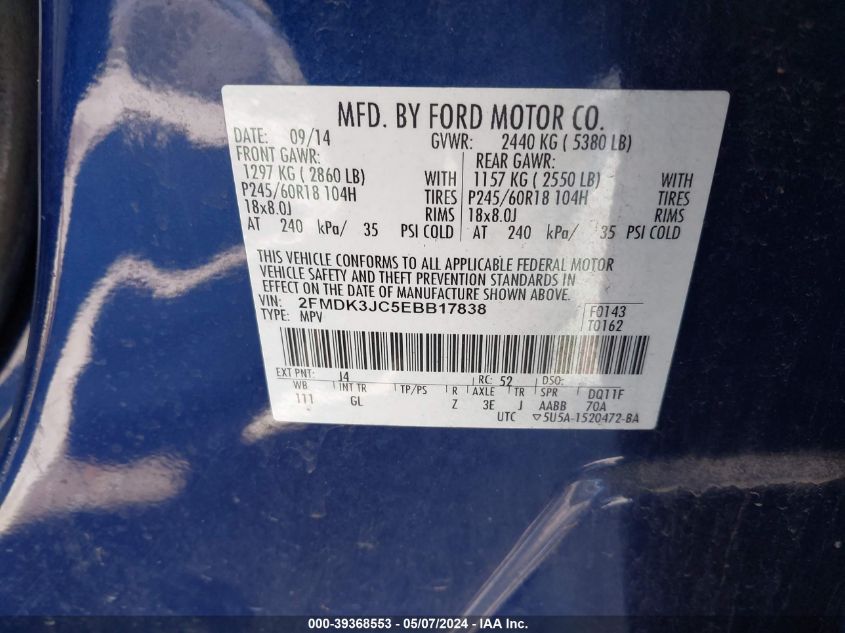 MFD. BY FORD MOTOR CO.
DATE: 09/14 GVWR: 2440 KG ( 5380 LB)
FRONT GAWR: REAR GAWR:
1297 KG ( 2860 LB) WITH 1157 KG ( 2550 LB) WITH
P245/60R18 104H TIRES P245/60R18 104H TIRES
18x8.0J RIMS 18x8.0J RIMS
AT 240 kPa/ 35 PSI COLD AT 240 kPa/ 35 PSI COLD
THIS VEHICLE CONFORMS TO ALL APPLICABLE FEDERAL MOTOR
VEHICLE SAFETY AND THEFT PREVENTION STANDARDS IN
EFFECT ON THE DATE OF MANUFACTURE SHOWN ABOVE.
VIN: 2FMDK3JC5EBB17838 F0143
TYPE: MPV T0162
EXT PNT: J4 RC: 52 DSO:
WB INT TR TP/PS R AXLE TR SPR DQ11F
111 GL Z 3E J AABB 70A
UTC ▽5U5A-1520472-BA
000-39368553 - 05/07/2024 - IAA Inc.